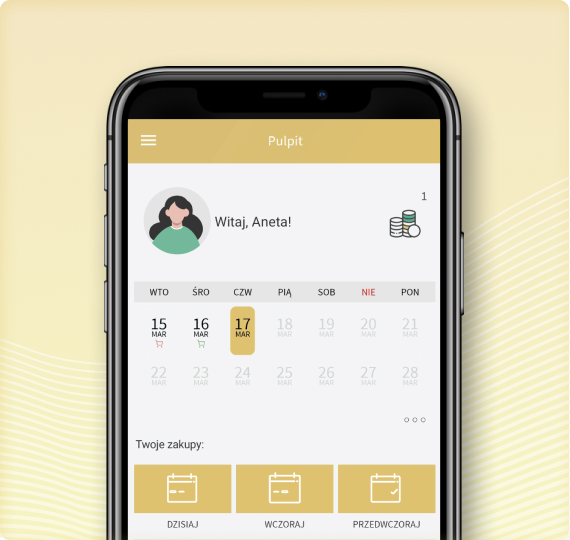 Pulpit
1
Witaj, Aneta!
WTO ŚRO CZW PIĄ SOB NIE PON
15 16 17 18 19 20 21
MAR MAR MAR MAR MAR MAR MAR
22 23 24 25 26 27 28
MAR MAR MAR MAR MAR MAR MAR
Twoje zakupy:
DZISIAJ WCZORAJ PRZEDWCZORAJ